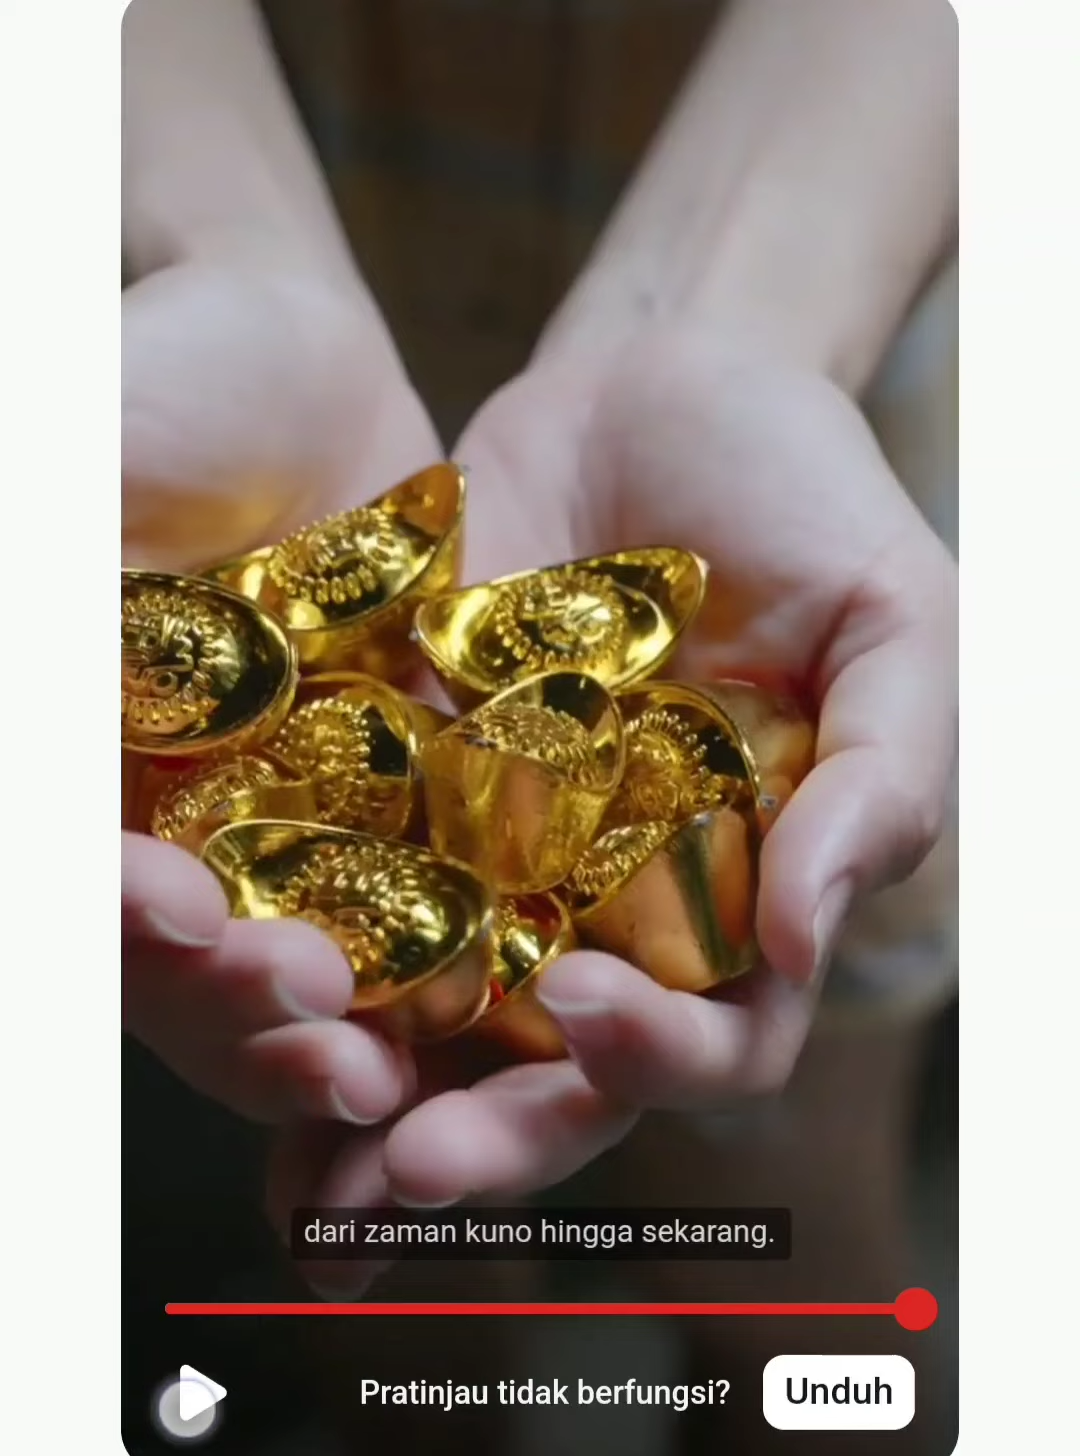 dari zaman kuno hingga sekarang.
Pratinjau tidak berfungsi?
Unduh